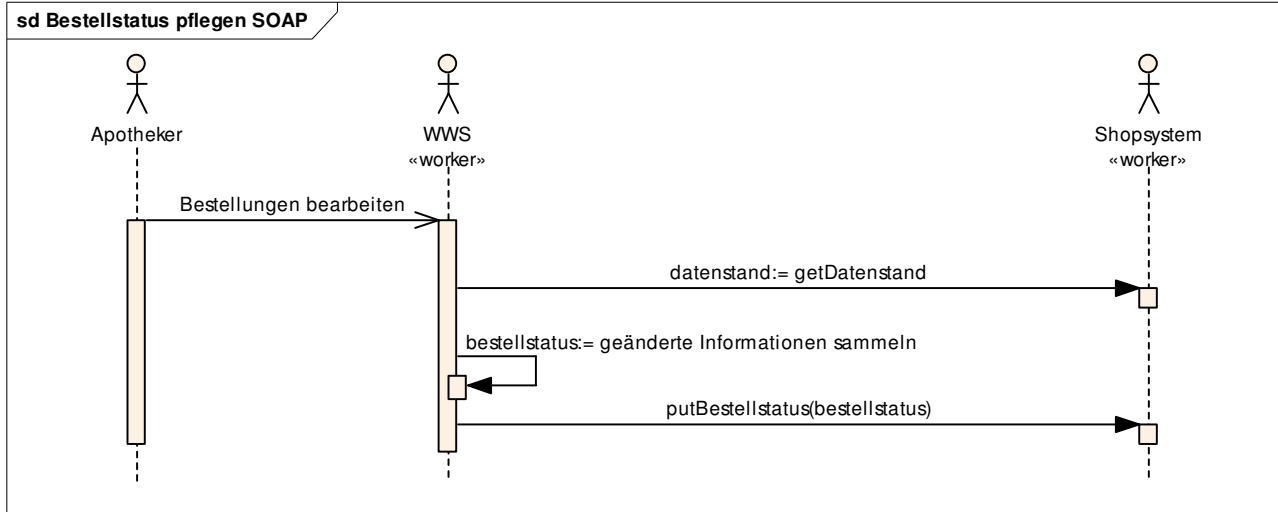 sd Bestellstatus pflegen SOAP
Apotheker
WWS
«worker»
Shopsystem
«worker»
Bestellungen bearbeiten
datenstand:= getDatenstand
bestellstatus:= geänderte Informationen sammeln
putBestellstatus(bestellstatus)